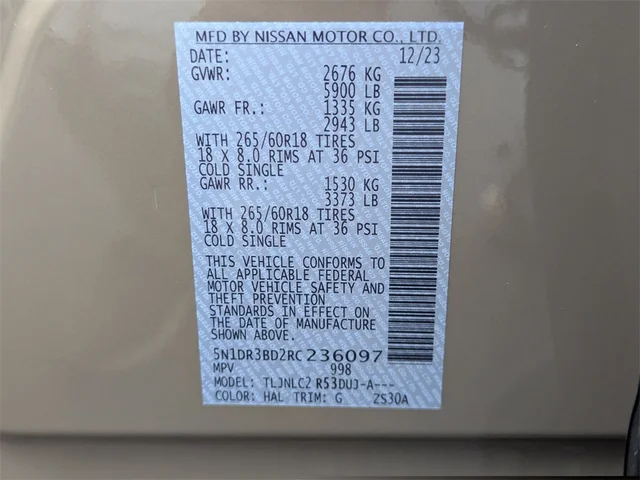 MFD BY NISSAN MOTOR CO., LTD.
DATE: 12/23
GVWR: 2676 KG
5900 LB
GAWR FR.: 1335 KG
2943 LB
WITH 265/60R18 TIRES
18 X 8.0 RIMS AT 36 PSI
COLD SINGLE
GAWR RR.: 1530 KG
3373 LB
WITH 265/60R18 TIRES
18 X 8.0 RIMS AT 36 PSI
COLD SINGLE
THIS VEHICLE CONFORMS TO
ALL APPLICABLE FEDERAL
MOTOR VEHICLE SAFETY AND
THEFT PREVENTION
STANDARDS IN EFFECT ON
THE DATE OF MANUFACTURE
SHOWN ABOVE.
5N1DR3BD2RC236097
MPV 998
MODEL: TLJNLC2 R53DUJ-A---
COLOR: HAL TRIM: G ZS30A